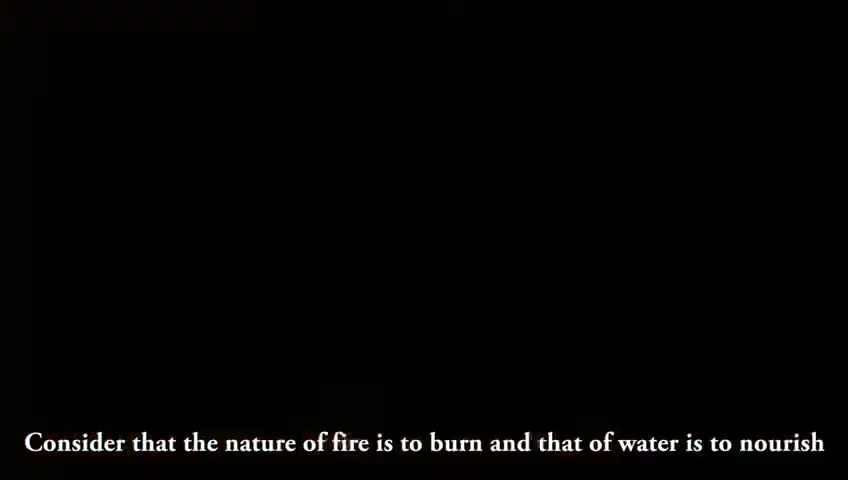 Consider that the nature of fire is to burn and that of water is to nourish